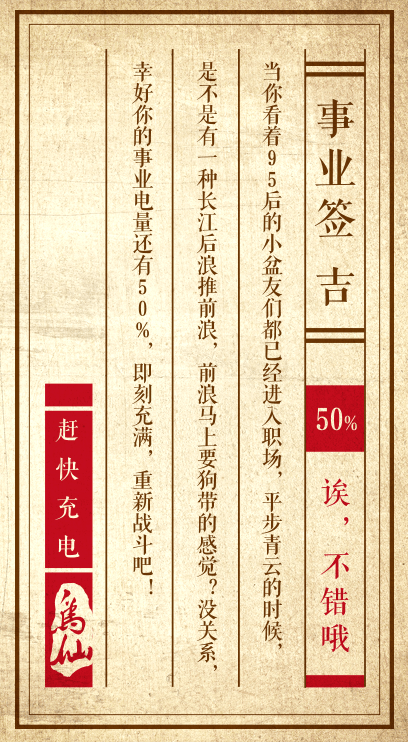 事业签 吉
50%
诶，不错哦
当你看着95后的小盆友们都已经进入职场，平步青云的时候，
是不是有一种长江后浪推前浪，前浪马上要狗带的感觉？没关系，
幸好你的事业电量还有50%，即刻充满，重新战斗吧！
赶快充电